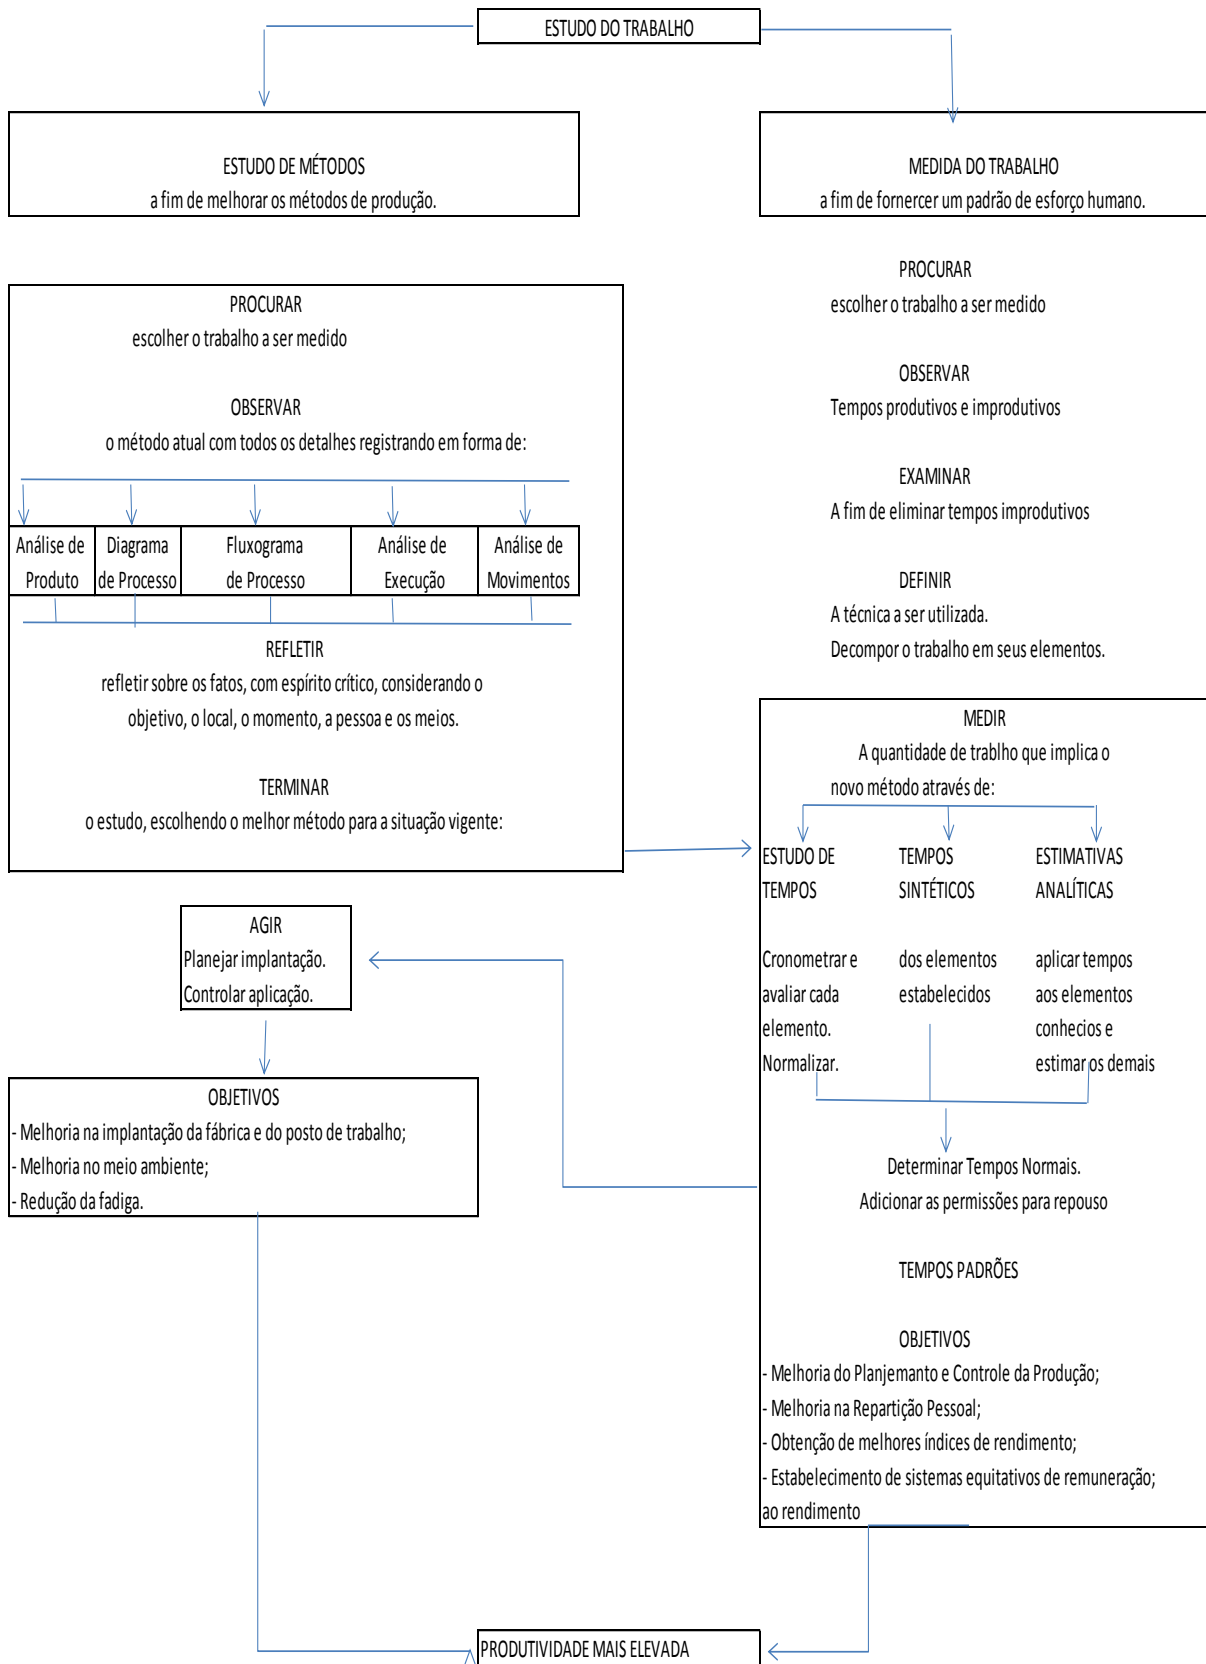 ESTUDO DO TRABALHO
ESTUDO DE MÉTODOS
a fim de melhorar os métodos de produção.
MEDIDA DO TRABALHO
a fim de fornercer um padrão de esforço humano.
PROCURAR
escolher o trabalho a ser medido
OBSERVAR
o método atual com todos os detalhes registrando em forma de:
Análise de
Produto
Diagrama
de Processo
Fluxograma
de Processo
Análise de
Execução
Análise de
Movimentos
REFLETIR
refletir sobre os fatos, com espírito crítico, considerando o
objetivo, o local, o momento, a pessoa e os meios.
TERMINAR
o estudo, escolhendo o melhor método para a situação vigente:
PROCURAR
escolher o trabalho a ser medido
OBSERVAR
Tempos produtivos e improdutivos
EXAMINAR
A fim de eliminar tempos improdutivos
DEFINIR
A técnica a ser utilizada.
Decompor o trabalho em seus elementos.
MEDIR
A quantidade de trablho que implica o
novo método através de:
ESTUDO DE
TEMPOS
Cronometrar e
avaliar cada
elemento.
Normalizar.
TEMPOS
SINTÉTICOS
dos elementos
estabelecidos
ESTIMATIVAS
ANALÍTICAS
aplicar tempos
aos elementos
conhecios e
estimar os demais
Determinar Tempos Normais.
Adicionar as permissões para repouso
TEMPOS PADRÕES
OBJETIVOS
- Melhoria do Planjemanto e Controle da Produção;
- Melhoria na Repartição Pessoal;
- Obtenção de melhores índices de rendimento;
- Estabelecimento de sistemas equitativos de remuneração;
ao rendimento
AGIR
Planejar implantação.
Controlar aplicação.
OBJETIVOS
- Melhoria na implantação da fábrica e do posto de trabalho;
- Melhoria no meio ambiente;
- Redução da fadiga.
PRODUTIVIDADE MAIS ELEVADA